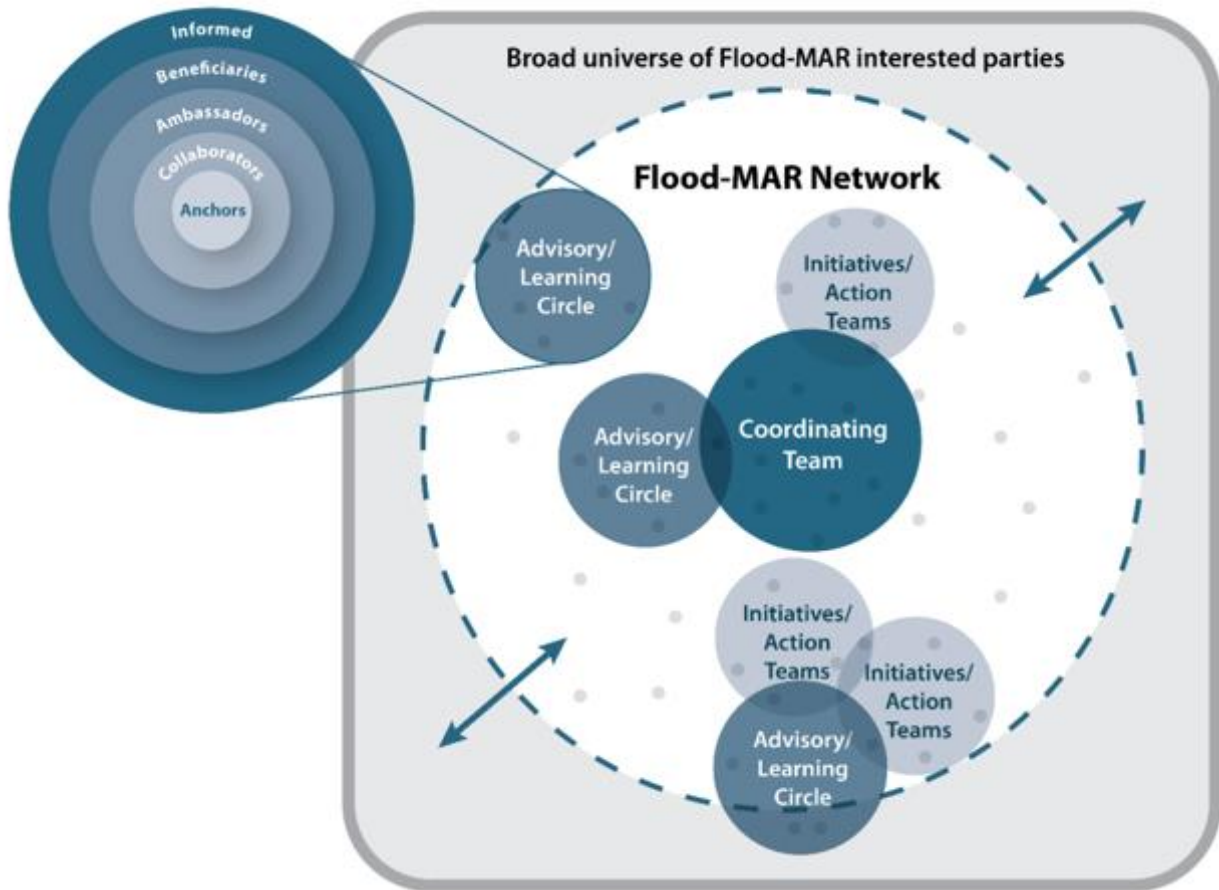 Informed
Beneficiaries
Ambassadors
Collaborators
Anchors
Broad universe of Flood-MAR interested parties
Flood-MAR Network
Advisory/
Learning
Circle
Initiatives/
Action
Teams
Advisory/
Learning
Circle
Coordinating
Team
Initiatives/
Action
Teams
Initiatives/
Action
Teams
Advisory/
Learning
Circle